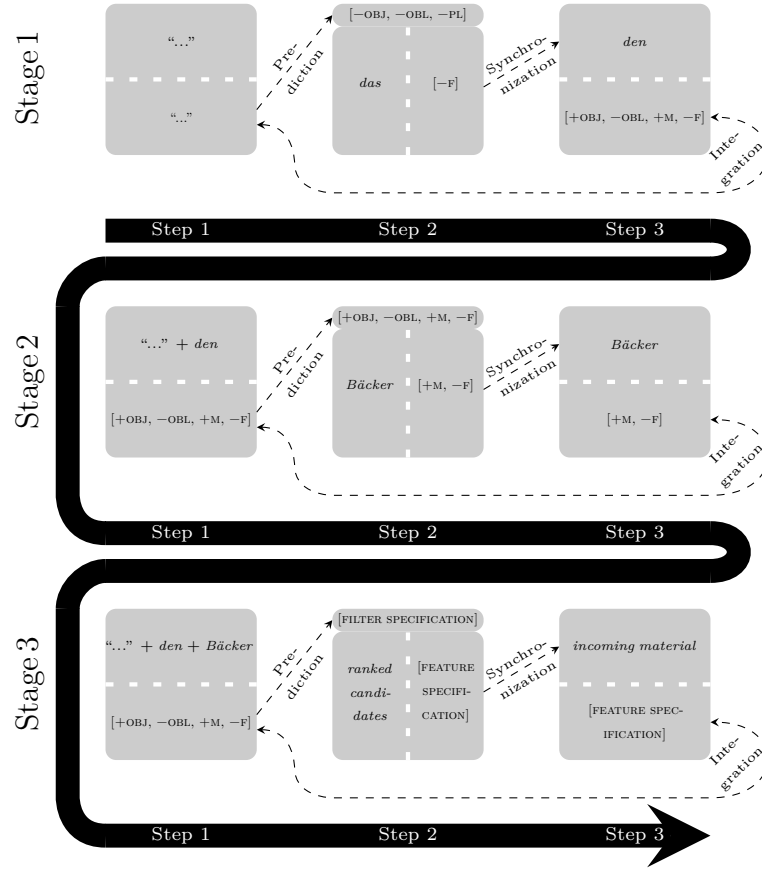 Stage 1
“...”
“...”
Pre-
diction
[−OBJ, −OBL, −PL]
das
[−F]
Synchro-
nization
den
[+OBJ, −OBL, +M, −F]
Inte-
gration
Step 1
Step 2
Step 3
Stage 2
“...” + den
[+OBJ, −OBL, +M, −F]
Pre-
diction
[+OBJ, −OBL, +M, −F]
Bäcker
[+M, −F]
Synchro-
nization
Bäcker
[+M, −F]
Inte-
gration
Step 1
Step 2
Step 3
Stage 3
“...” + den + Bäcker
[+OBJ, −OBL, +M, −F]
Pre-
diction
[FILTER SPECIFICATION]
ranked
candi-
dates
[FEATURE
SPECIFI-
CATION]
Synchro-
nization
incoming material
[FEATURE SPEC-
IFICATION]
Inte-
gration
Step 1
Step 2
Step 3